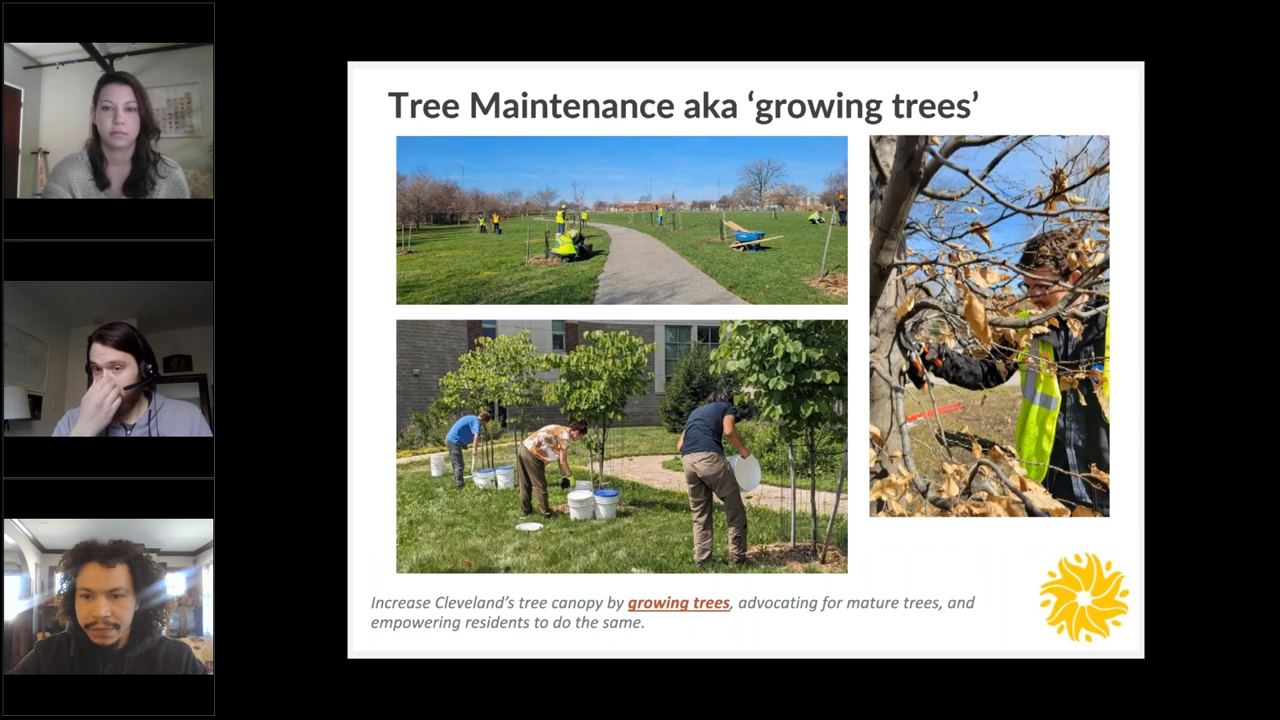 Tree Maintenance aka ‘growing trees’
Increase Cleveland’s tree canopy by growing trees, advocating for mature trees, and
empowering residents to do the same.